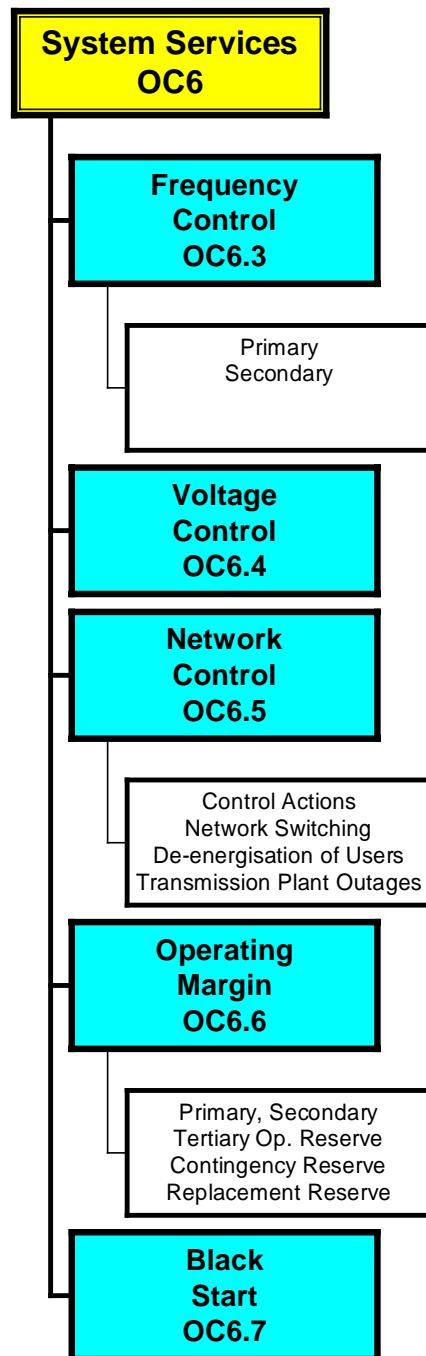 System Services
OC6
Frequency
Control
OC6.3
Primary
Secondary
Voltage
Control
OC6.4
Network
Control
OC6.5
Control Actions
Network Switching
De-energisation of Users
Transmission Plant Outages
Operating
Margin
OC6.6
Primary, Secondary
Tertiary Op. Reserve
Contingency Reserve
Replacement Reserve
Black
Start
OC6.7